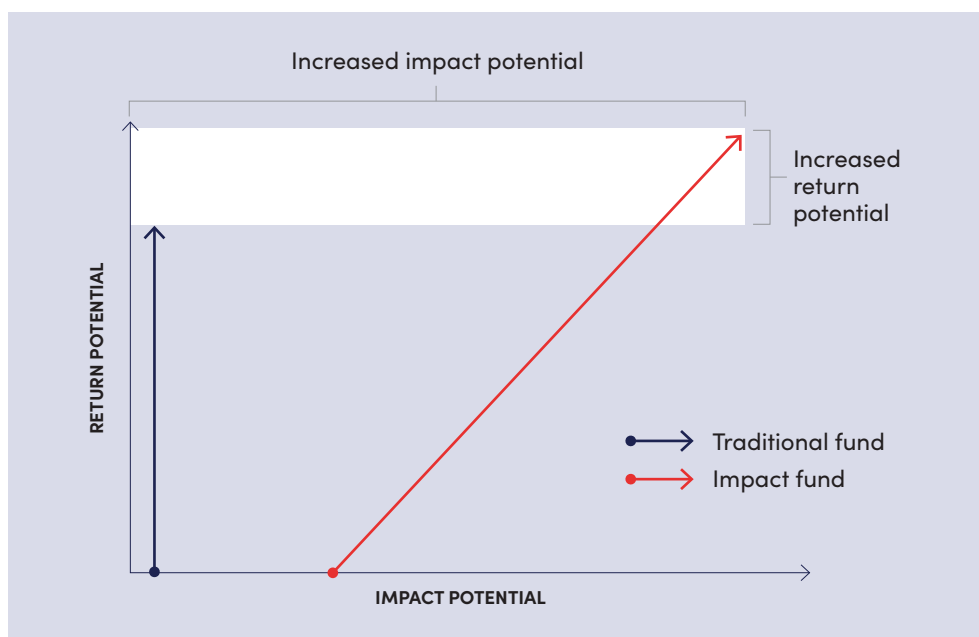 Increased impact potential
Increased
return
potential
RETURN POTENTIAL
Traditional fund
Impact fund
IMPACT POTENTIAL